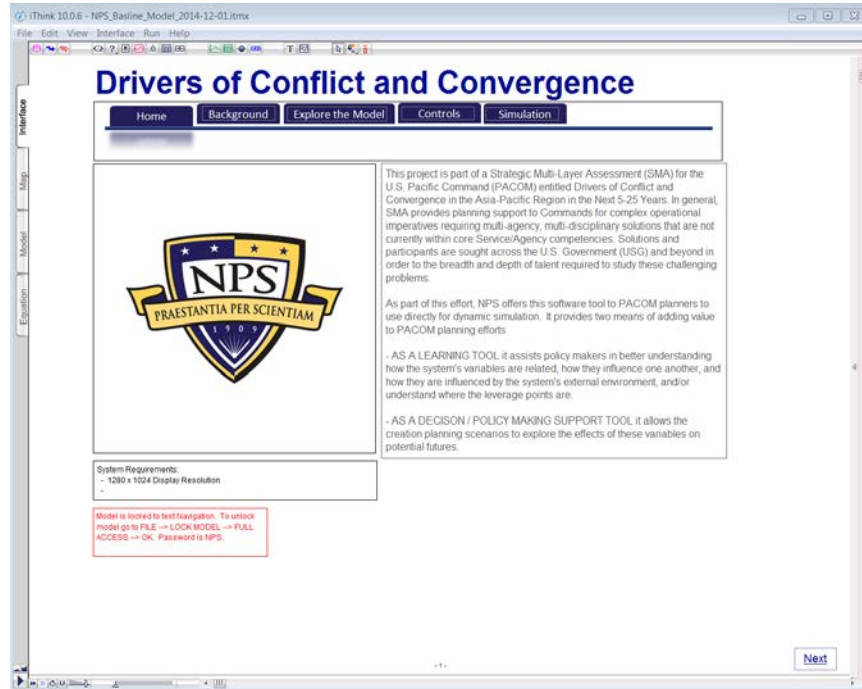 iThink 10.0.6 - NPS_Basline_Model_2014-12-01.itmx
File Edit View Interface Run Help
Drivers of Conflict and Convergence
Home Background Explore the Model Controls Simulation
Interface
Map
Model
Equation
NPS
PRAESTANTIA PER SCIENTIAM
1909
This project is part of a Strategic Multi-Layer Assessment (SMA) for the
U.S. Pacific Command (PACOM) entitled Drivers of Conflict and
Convergence in the Asia-Pacific Region in the Next 5-25 Years. In general,
SMA provides planning support to Commands for complex operational
imperatives requiring multi-agency, multi-disciplinary solutions that are not
currently within core Service/Agency competencies. Solutions and
participants are sought across the U.S. Government (USG) and beyond in
order to the breadth and depth of talent required to study these challenging
problems.
As part of this effort, NPS offers this software tool to PACOM planners to
use directly for dynamic simulation. It provides two means of adding value
to PACOM planning efforts
- AS A LEARNING TOOL it assists policy makers in better understanding
how the system's variables are related, how they influence one another, and
how they are influenced by the system's external environment, and/or
understand where the leverage points are.
- AS A DECISON / POLICY MAKING SUPPORT TOOL it allows the
creation planning scenarios to explore the effects of these variables on
potential futures.
System Requirements:
- 1280 x 1024 Display Resolution
-
Model is locked to test Navigation. To unlock
model go to FILE --> LOCK MODEL --> FULL
ACCESS --> OK. Password is NPS.
- 1 -
Next